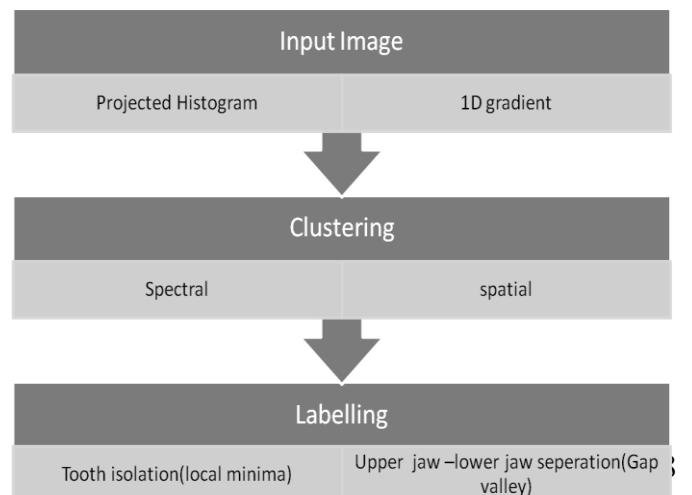 Input Image
Projected Histogram
1D gradient
Clustering
Spectral
spatial
Labelling
Tooth isolation(local minima)
Upper jaw –lower jaw seperation(Gap
valley)